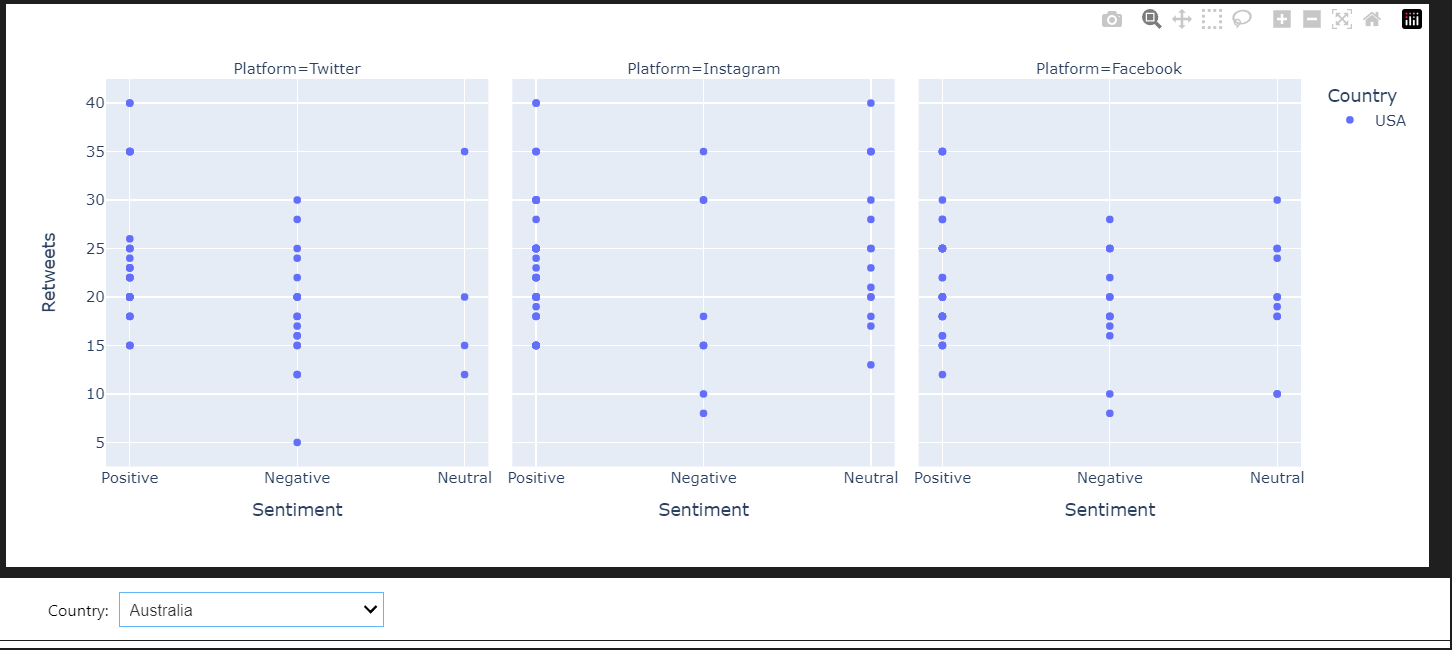 Platform=Twitter Platform=Instagram Platform=Facebook
Country
USA
Retweets
40
35
30
25
20
15
10
5
Positive Negative Neutral Positive Negative Neutral Positive Negative Neutral
Sentiment Sentiment Sentiment
Country: Australia